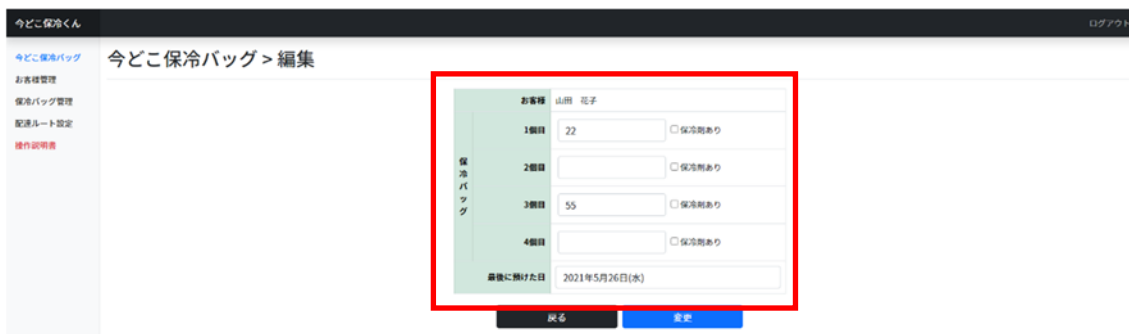 今どこ保冷くん
ログアウト
今どこ保冷バッグ
お客様管理
保冷バッグ管理
配達ルート設定
操作説明書
今どこ保冷バッグ > 編集
お客様 山田 花子
保冷バッグ
1個目 22 保冷剤あり
2個目 保冷剤あり
3個目 55 保冷剤あり
4個目 保冷剤あり
最後に預けた日 2021年5月26日(水)
戻る 変更